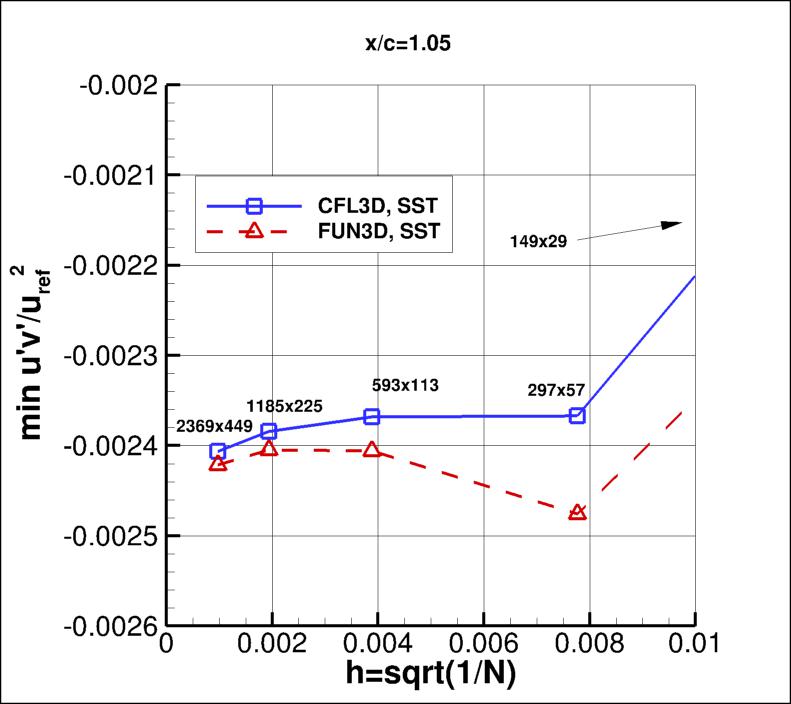 x/c=1.05
-0.002
-0.0021
-0.0022
-0.0023
-0.0024
-0.0025
-0.0026
min u'v'/u_ref^2
CFL3D, SST
FUN3D, SST
149x29
2369x449
1185x225
593x113
297x57
0 0.002 0.004 0.006 0.008 0.01
h=sqrt(1/N)